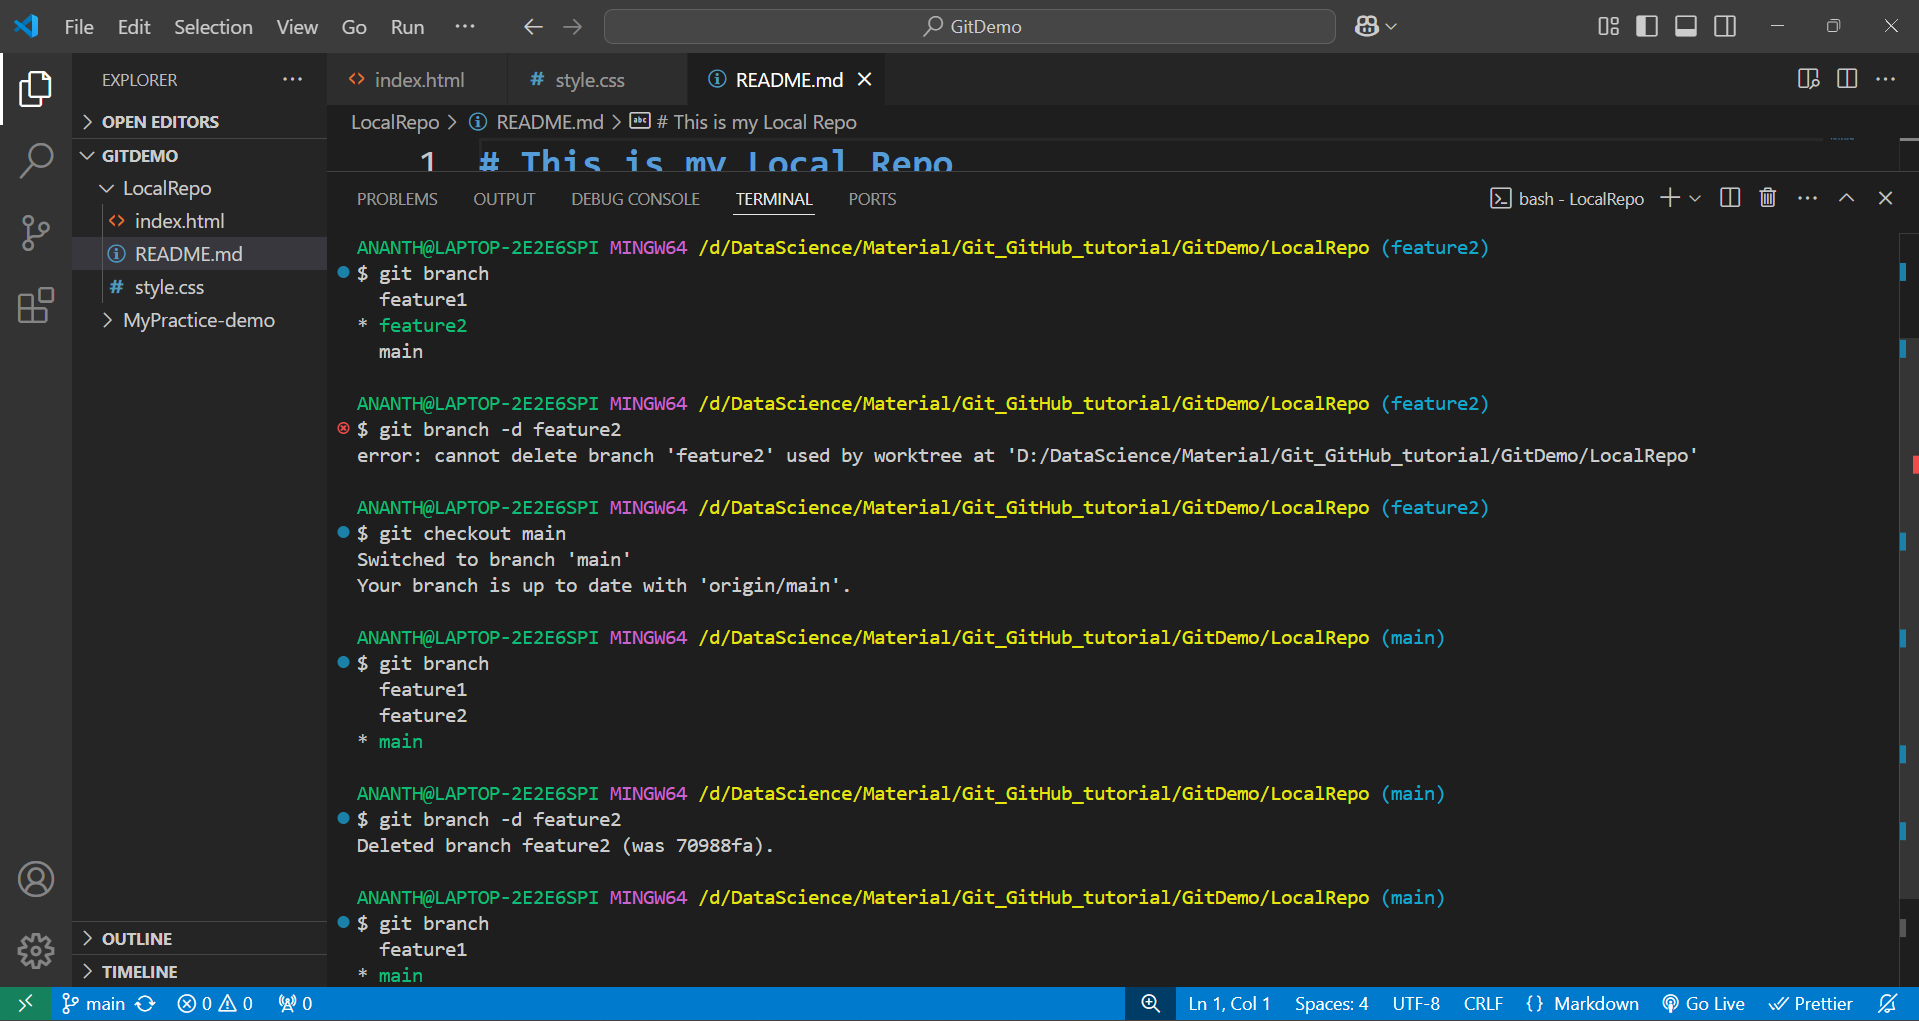 File Edit Selection View Go Run ···
GitDemo
EXPLORER
OPEN EDITORS
GITDEMO
LocalRepo
index.html
README.md
style.css
MyPractice-demo
OUTLINE
TIMELINE
index.html
style.css
README.md
LocalRepo > README.md > # This is my Local Repo
1 # This is my Local Repo
PROBLEMS OUTPUT DEBUG CONSOLE TERMINAL PORTS
bash - LocalRepo
ANANTH@LAPTOP-2E2E6SPI MINGW64 /d/DataScience/Material/Git_GitHub_tutorial/GitDemo/LocalRepo (feature2)
$ git branch
feature1
* feature2
main
ANANTH@LAPTOP-2E2E6SPI MINGW64 /d/DataScience/Material/Git_GitHub_tutorial/GitDemo/LocalRepo (feature2)
$ git branch -d feature2
error: cannot delete branch 'feature2' used by worktree at 'D:/DataScience/Material/Git_GitHub_tutorial/GitDemo/LocalRepo'
ANANTH@LAPTOP-2E2E6SPI MINGW64 /d/DataScience/Material/Git_GitHub_tutorial/GitDemo/LocalRepo (feature2)
$ git checkout main
Switched to branch 'main'
Your branch is up to date with 'origin/main'.
ANANTH@LAPTOP-2E2E6SPI MINGW64 /d/DataScience/Material/Git_GitHub_tutorial/GitDemo/LocalRepo (main)
$ git branch
feature1
feature2
* main
ANANTH@LAPTOP-2E2E6SPI MINGW64 /d/DataScience/Material/Git_GitHub_tutorial/GitDemo/LocalRepo (main)
$ git branch -d feature2
Deleted branch feature2 (was 70988fa).
ANANTH@LAPTOP-2E2E6SPI MINGW64 /d/DataScience/Material/Git_GitHub_tutorial/GitDemo/LocalRepo (main)
$ git branch
feature1
* main
main 0 0 0 Ln 1, Col 1 Spaces: 4 UTF-8 CRLF {} Markdown Go Live Prettier